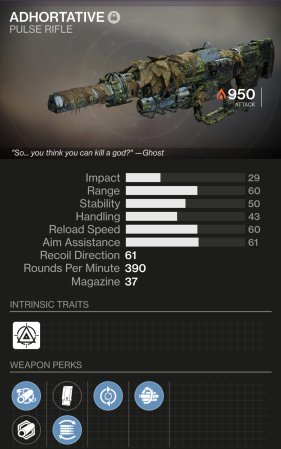 ADHORTATIVE
PULSE RIFLE
950
ATTACK
"So... you think you can kill a god?" —Ghost
Impact 29
Range 60
Stability 50
Handling 43
Reload Speed 60
Aim Assistance 61
Recoil Direction 61
Rounds Per Minute 390
Magazine 37
INTRINSIC TRAITS
WEAPON PERKS